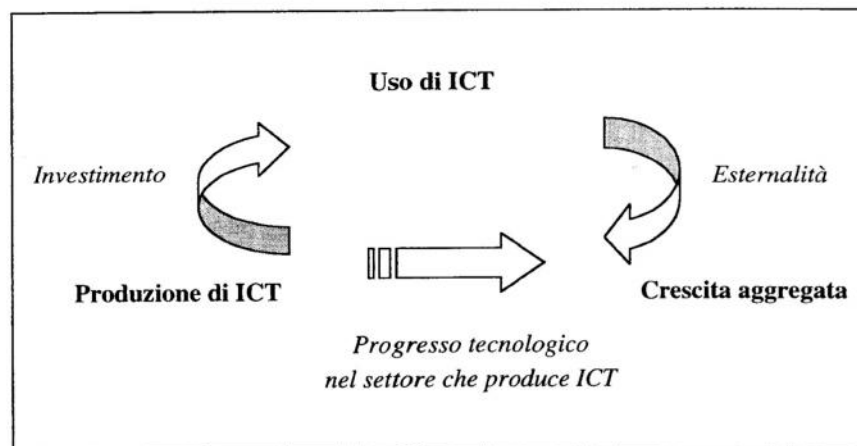 Uso di ICT
Investimento
Esternalità
Produzione di ICT
Crescita aggregata
Progresso tecnologico
nel settore che produce ICT